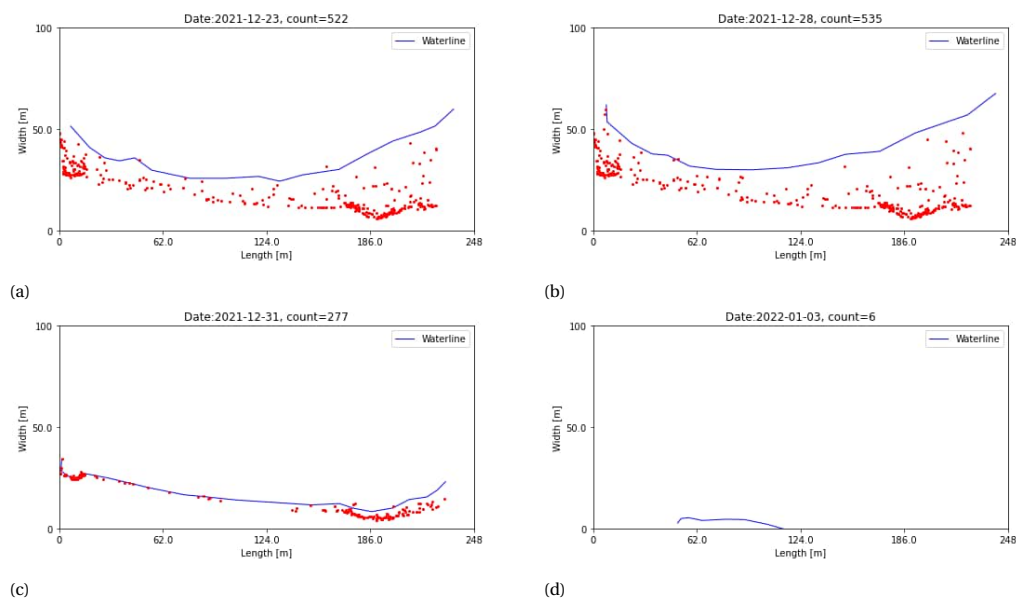 Date:2021-12-23, count=522
100
Waterline
Width [m]
50.0
0
0 62.0 124.0 186.0 248
Length [m]
(a)
Date:2021-12-28, count=535
100
Waterline
Width [m]
50.0
0
0 62.0 124.0 186.0 248
Length [m]
(b)
Date:2021-12-31, count=277
100
Waterline
Width [m]
50.0
0
0 62.0 124.0 186.0 248
Length [m]
(c)
Date:2022-01-03, count=6
100
Waterline
Width [m]
50.0
0
0 62.0 124.0 186.0 248
Length [m]
(d)